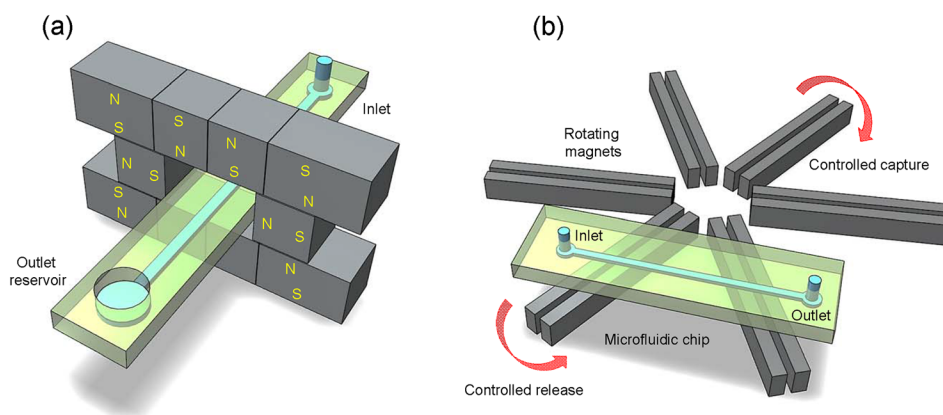 (a)
N
S
S
N
N
S
S
N
N
S
N
S
S
N
N
S
Inlet
Outlet
reservoir
(b)
Rotating
magnets
Controlled capture
Inlet
Outlet
Microfluidic chip
Controlled release